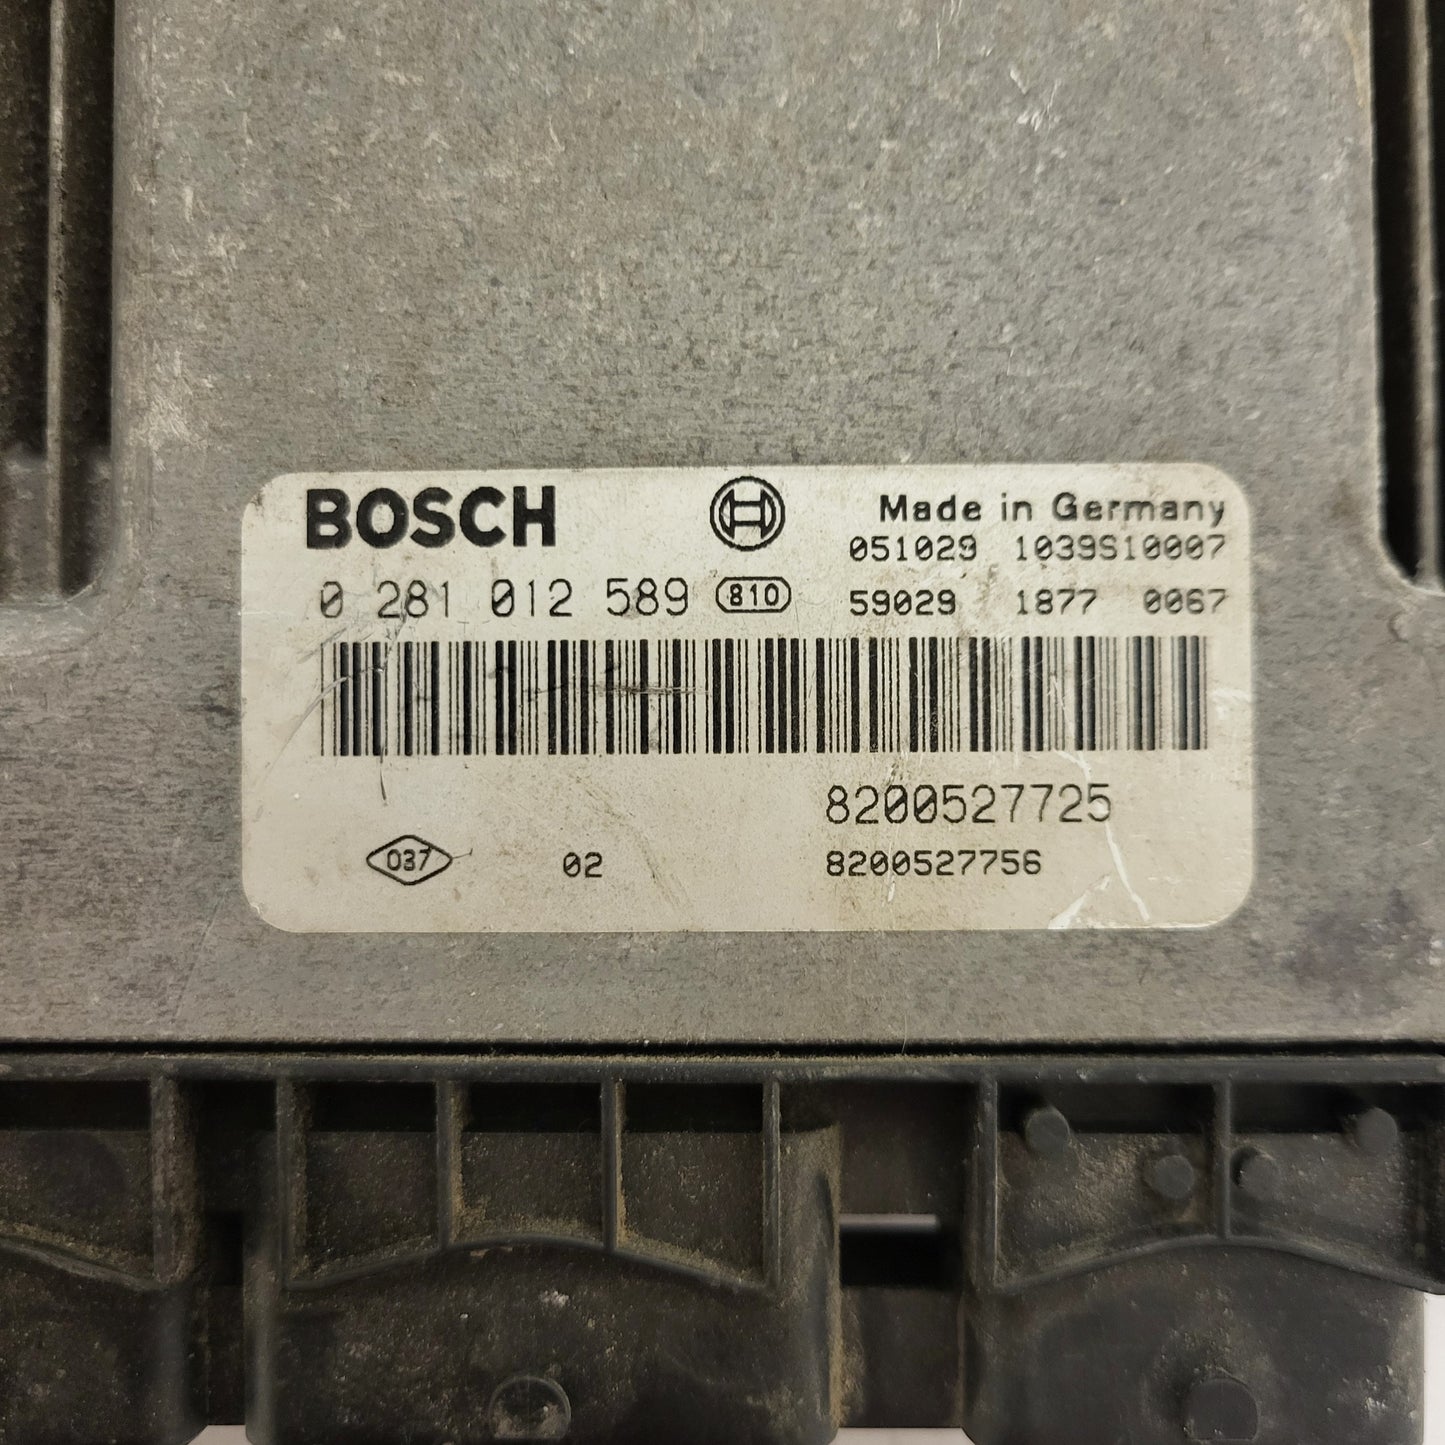 BOSCH Made in Germany
051029 1039S10007
0 281 012 589 810 59029 1877 0067
8200527725
037 02 8200527756